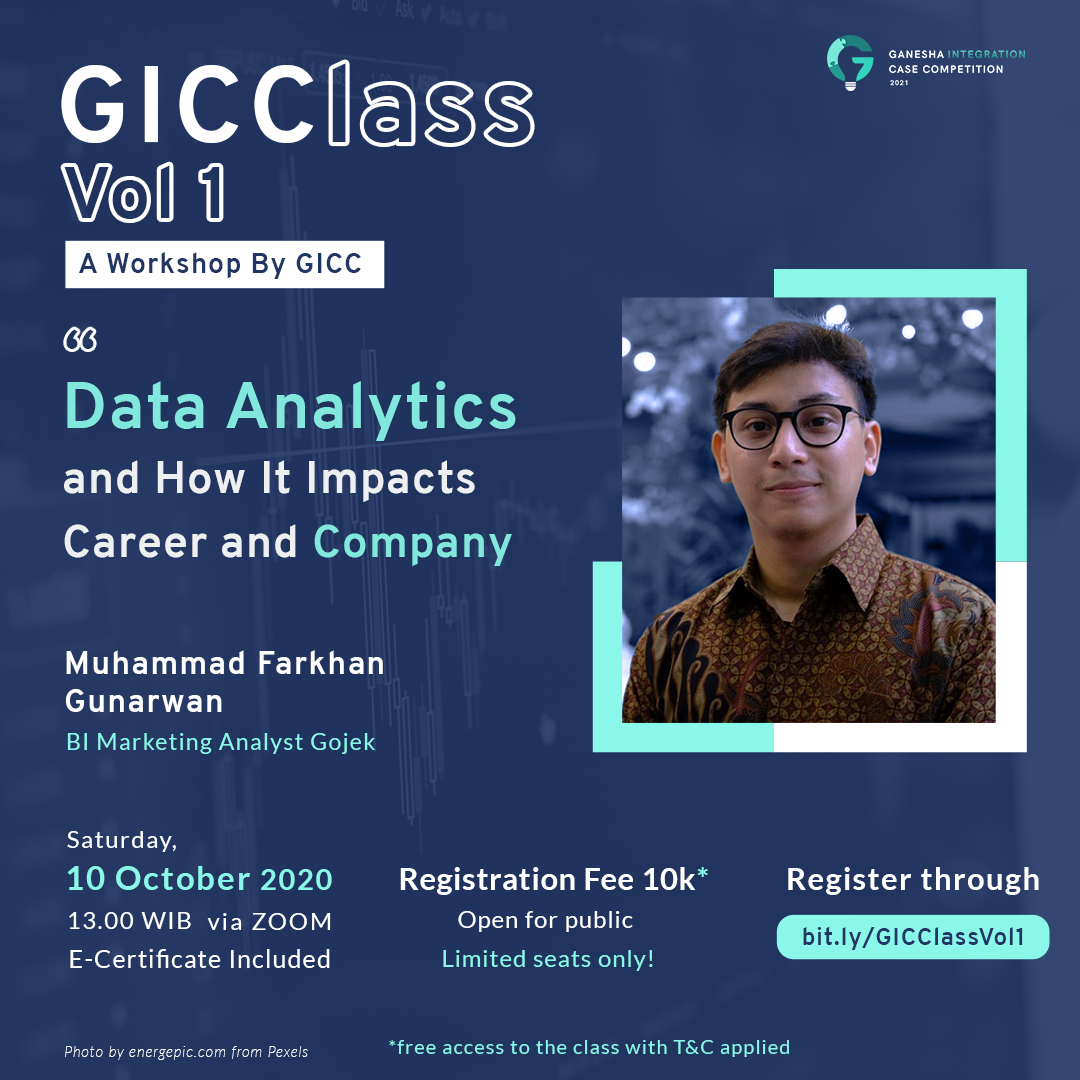 GICClass
Vol 1
A Workshop By GICC
GANESHA INTEGRATION
CASE COMPETITION
2021
“
Data Analytics
and How It Impacts
Career and Company
Muhammad Farkhan
Gunarwan
BI Marketing Analyst Gojek
Saturday,
10 October 2020
13.00 WIB via ZOOM
E-Certificate Included
Registration Fee 10k*
Open for public
Limited seats only!
Register through
bit.ly/GICClassVol1
Photo by energepic.com from Pexels
*free access to the class with T&C applied